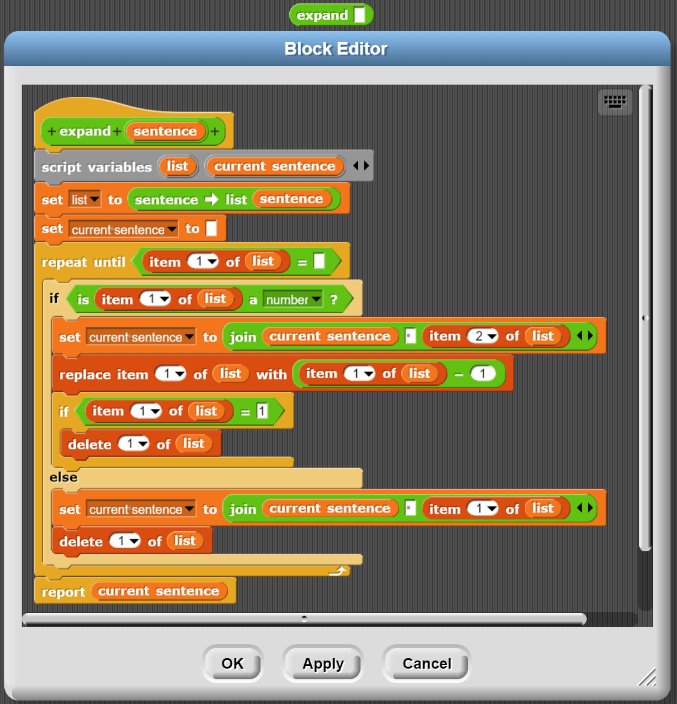 expand
Block Editor
+ expand + sentence +
script variables list current sentence
set list to sentence → list sentence
set current sentence to
repeat until item 1 of list =
if is item 1 of list a number ?
set current sentence to join current sentence item 2 of list
replace item 1 of list with item 1 of list - 1
if item 1 of list = 1
delete 1 of list
else
set current sentence to join current sentence item 1 of list
delete 1 of list
report current sentence
OK Apply Cancel